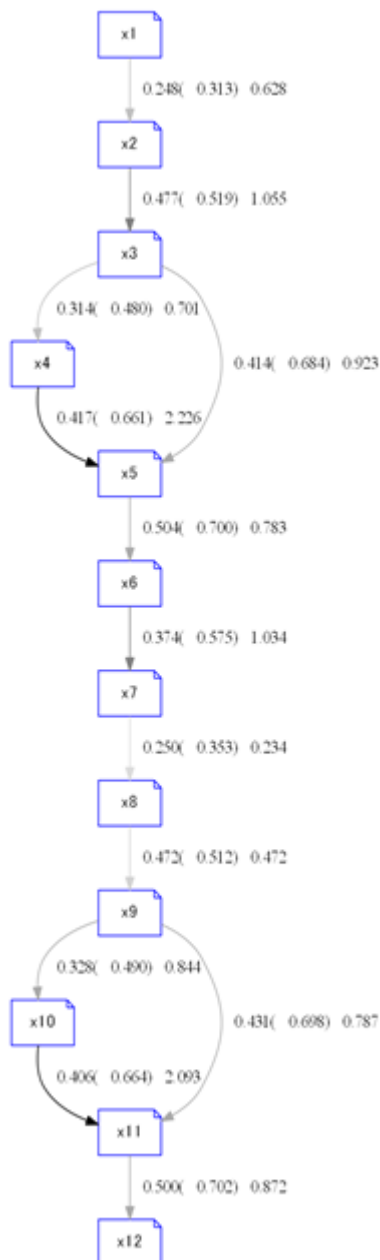 x1
0.248( 0.313) 0.628
x2
0.477( 0.519) 1.055
x3
0.314( 0.480) 0.701
x4
0.414( 0.684) 0.923
0.417( 0.661) 2.226
x5
0.504( 0.700) 0.783
x6
0.374( 0.575) 1.034
x7
0.250( 0.353) 0.234
x8
0.472( 0.512) 0.472
x9
0.328( 0.490) 0.844
x10
0.431( 0.698) 0.787
0.406( 0.664) 2.093
x11
0.500( 0.702) 0.872
x12